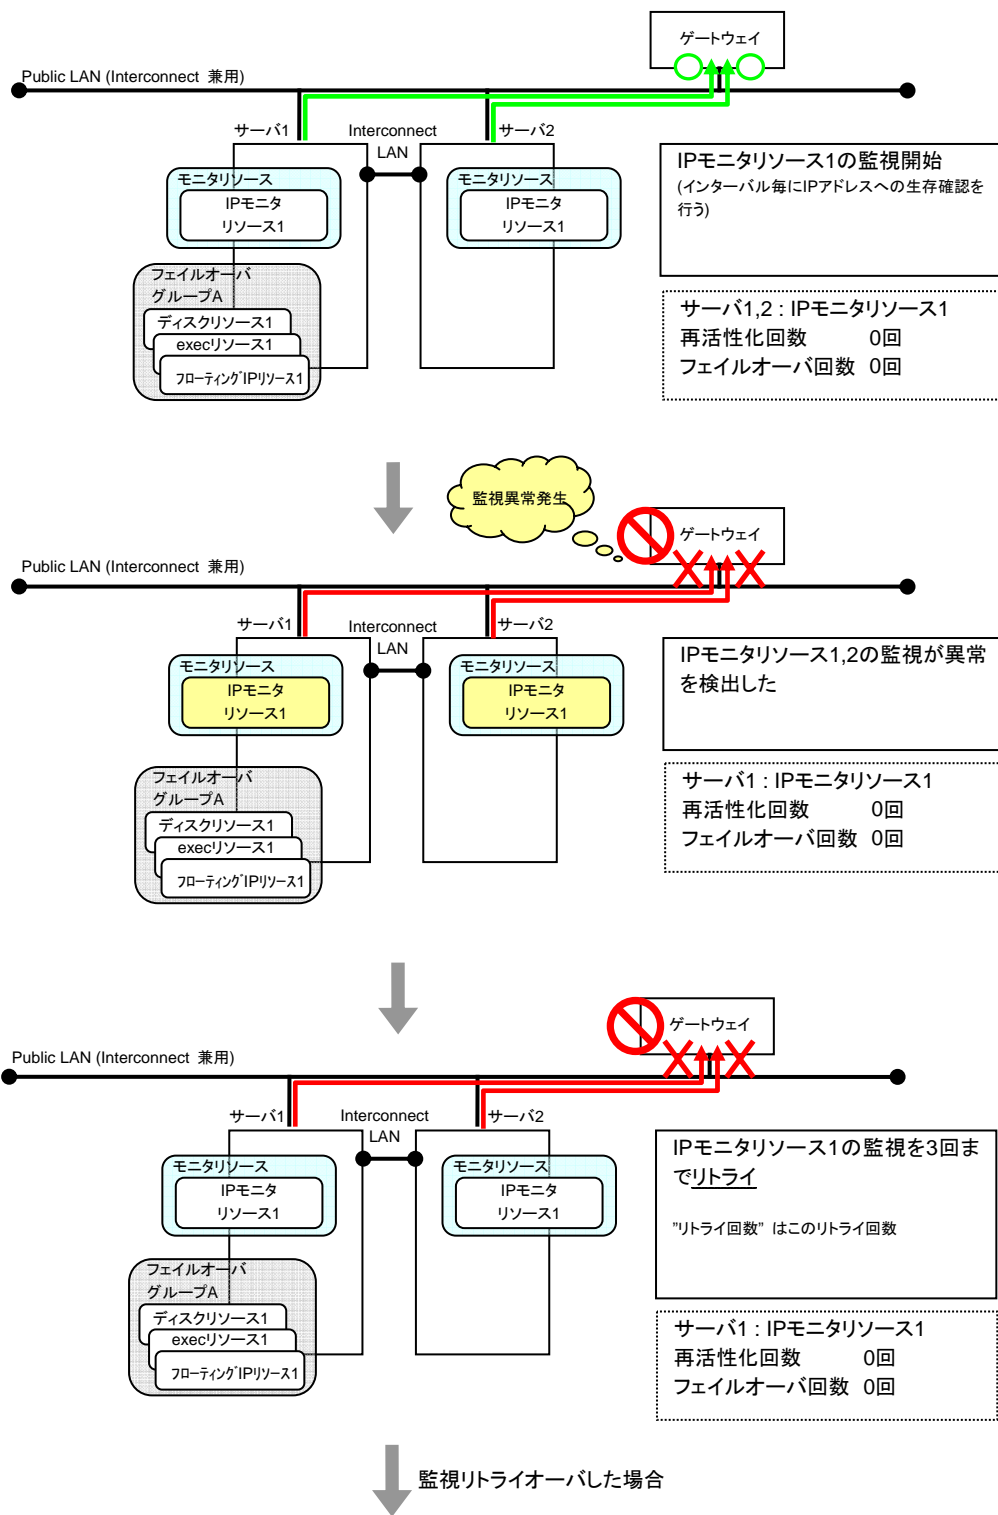 ゲートウェイ
Public LAN (Interconnect 兼用)
サーバ1
Interconnect
LAN
サーバ2
モニタリソース
IPモニタ
リソース1
モニタリソース
IPモニタ
リソース1
フェイルオーバ
グループA
ディスクリソース1
execリソース1
フローティングIPリソース1
IPモニタリソース1の監視開始
(インターバル毎にIPアドレスへの生存確認を
行う)
サーバ1,2 : IPモニタリソース1
再活性化回数 0回
フェイルオーバ回数 0回
監視異常発生
ゲートウェイ
Public LAN (Interconnect 兼用)
サーバ1
Interconnect
LAN
サーバ2
モニタリソース
IPモニタ
リソース1
モニタリソース
IPモニタ
リソース1
フェイルオーバ
グループA
ディスクリソース1
execリソース1
フローティングIPリソース1
IPモニタリソース1,2の監視が異常
を検出した
サーバ1 : IPモニタリソース1
再活性化回数 0回
フェイルオーバ回数 0回
ゲートウェイ
Public LAN (Interconnect 兼用)
サーバ1
Interconnect
LAN
サーバ2
モニタリソース
IPモニタ
リソース1
モニタリソース
IPモニタ
リソース1
フェイルオーバ
グループA
ディスクリソース1
execリソース1
フローティングIPリソース1
IPモニタリソース1の監視を3回ま
でリトライ
"リトライ回数" はこのリトライ回数
サーバ1 : IPモニタリソース1
再活性化回数 0回
フェイルオーバ回数 0回
監視リトライオーバした場合